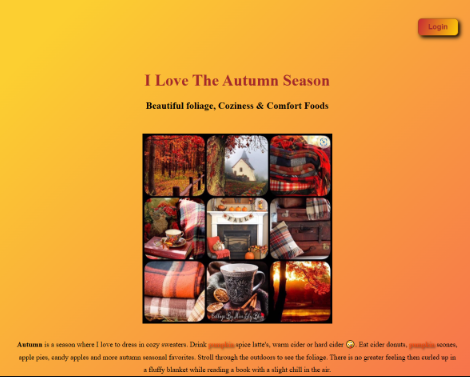 Login
I Love The Autumn Season
Beautiful foliage, Coziness & Comfort Foods
Autumn is a season where I love to dress in cozy sweaters. Drink pumpkin spice latte's, warm cider or hard cider 😋. Eat cider donuts, pumpkin scones,
apple pies, candy apples and more autumn seasonal favorites. Stroll through the outdoors to see the foliage. There is no greater feeling then curled up in
a fluffy blanket while reading a book with a slight chill in the air.